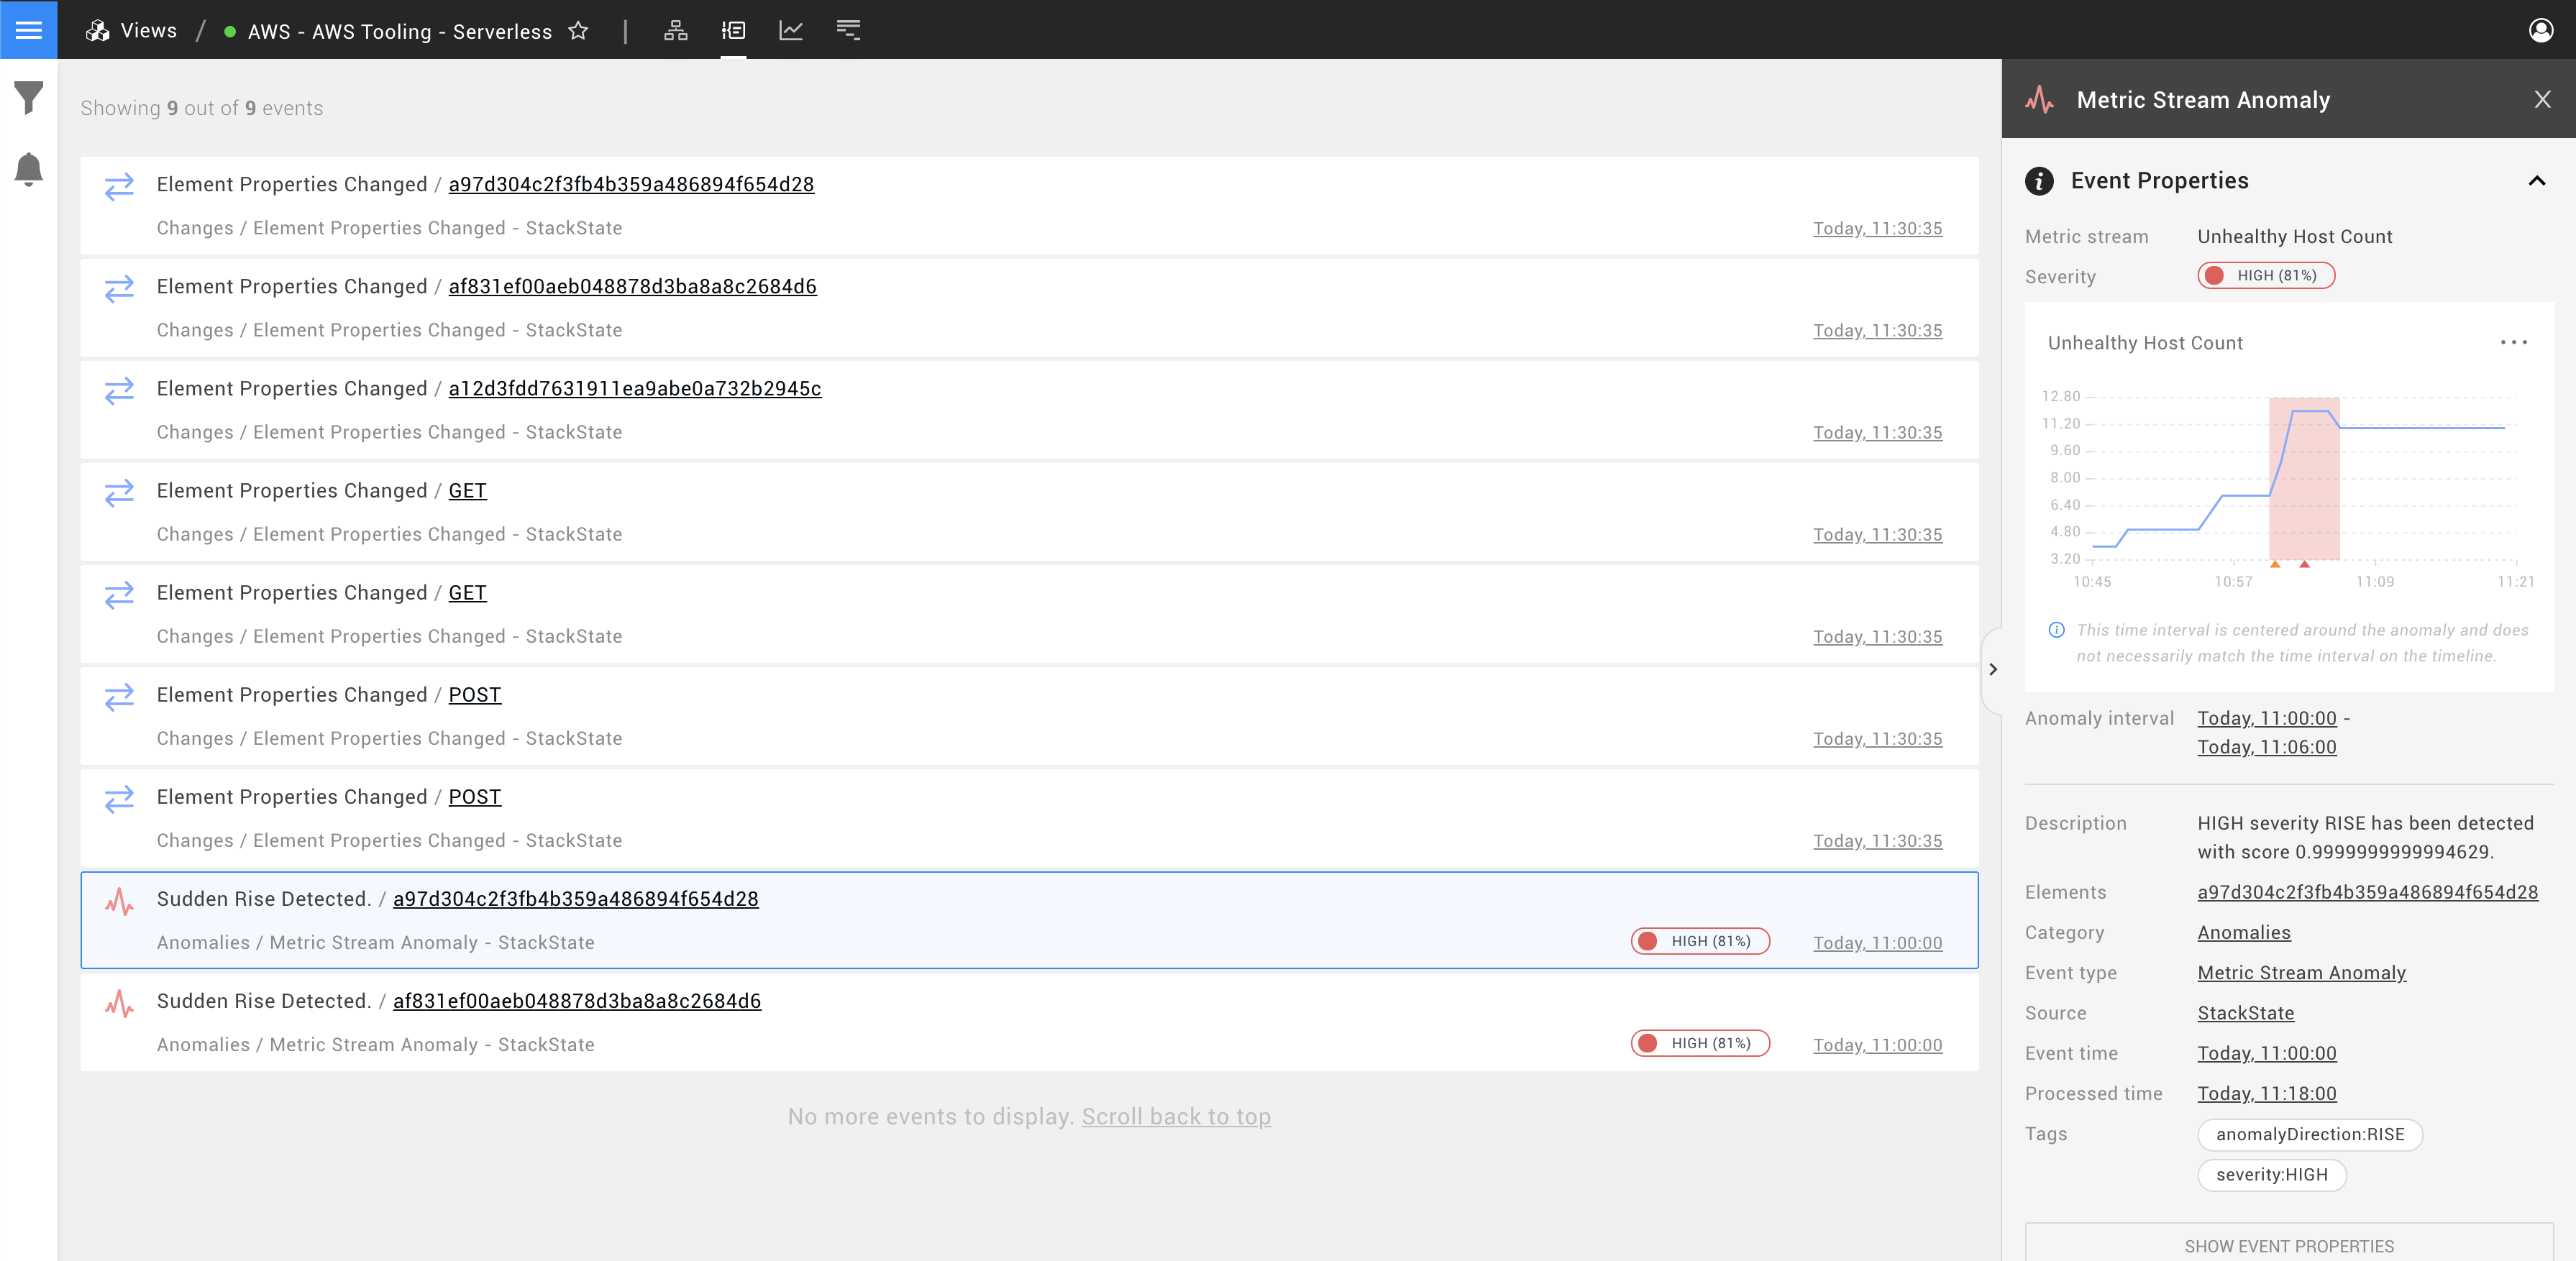 Views / AWS - AWS Tooling - Serverless
Showing 9 out of 9 events
Element Properties Changed / a97d304c2f3fb4b359a486894f654d28
Changes / Element Properties Changed - StackState
Today, 11:30:35
Element Properties Changed / af831ef00aeb048878d3ba8a8c2684d6
Changes / Element Properties Changed - StackState
Today, 11:30:35
Element Properties Changed / a12d3fdd7631911ea9abe0a732b2945c
Changes / Element Properties Changed - StackState
Today, 11:30:35
Element Properties Changed / GET
Changes / Element Properties Changed - StackState
Today, 11:30:35
Element Properties Changed / GET
Changes / Element Properties Changed - StackState
Today, 11:30:35
Element Properties Changed / POST
Changes / Element Properties Changed - StackState
Today, 11:30:35
Element Properties Changed / POST
Changes / Element Properties Changed - StackState
Today, 11:30:35
Sudden Rise Detected. / a97d304c2f3fb4b359a486894f654d28
Anomalies / Metric Stream Anomaly - StackState
HIGH (81%)
Today, 11:00:00
Sudden Rise Detected. / af831ef00aeb048878d3ba8a8c2684d6
Anomalies / Metric Stream Anomaly - StackState
HIGH (81%)
Today, 11:00:00
No more events to display. Scroll back to top
Metric Stream Anomaly
Event Properties
Metric stream Unhealthy Host Count
Severity HIGH (81%)
Unhealthy Host Count
12.80
11.20
9.60
8.00
6.40
4.80
3.20
10:45 10:57 11:09 11:21
This time interval is centered around the anomaly and does
not necessarily match the time interval on the timeline.
Anomaly interval Today, 11:00:00 -
Today, 11:06:00
Description HIGH severity RISE has been detected
with score 0.9999999999994629.
Elements a97d304c2f3fb4b359a486894f654d28
Category Anomalies
Event type Metric Stream Anomaly
Source StackState
Event time Today, 11:00:00
Processed time Today, 11:18:00
Tags anomalyDirection:RISE
severity:HIGH
SHOW EVENT PROPERTIES